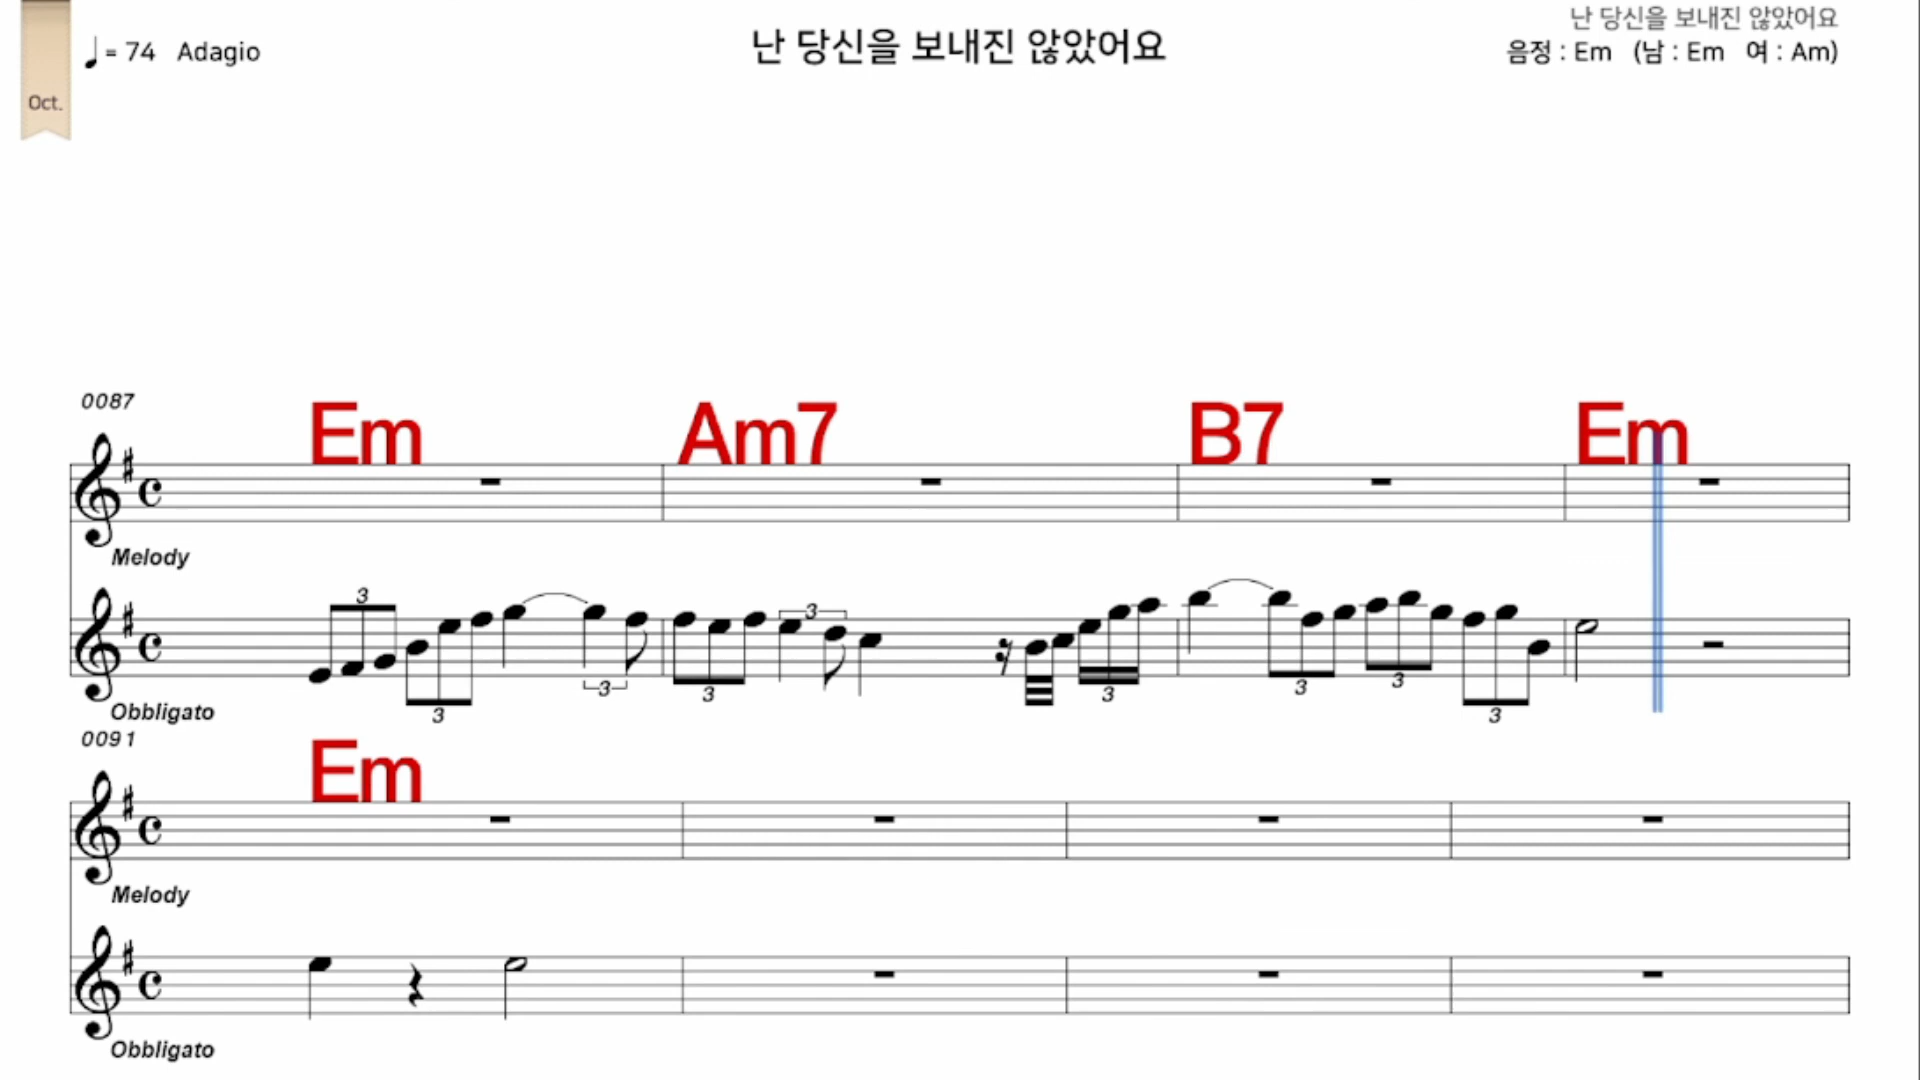 ♩= 74 Adagio
난 당신을 보내진 않았어요
난 당신을 보내진 않았어요
음정 : Em (남 : Em 여 : Am)
Oct.
0087
Em Am7 B7 Em
Melody
3 3 3 3 3 3 3 3 3
Obbligato
0091
Em
Melody
Obbligato